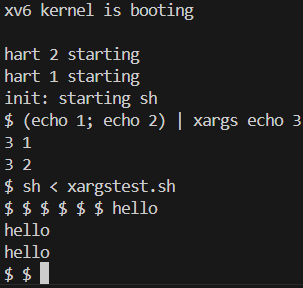 xv6 kernel is booting
hart 2 starting
hart 1 starting
init: starting sh
$ (echo 1; echo 2) | xargs echo 3
3 1
3 2
$ sh < xargstest.sh
$ $ $ $ $ $ hello
hello
hello
$ $